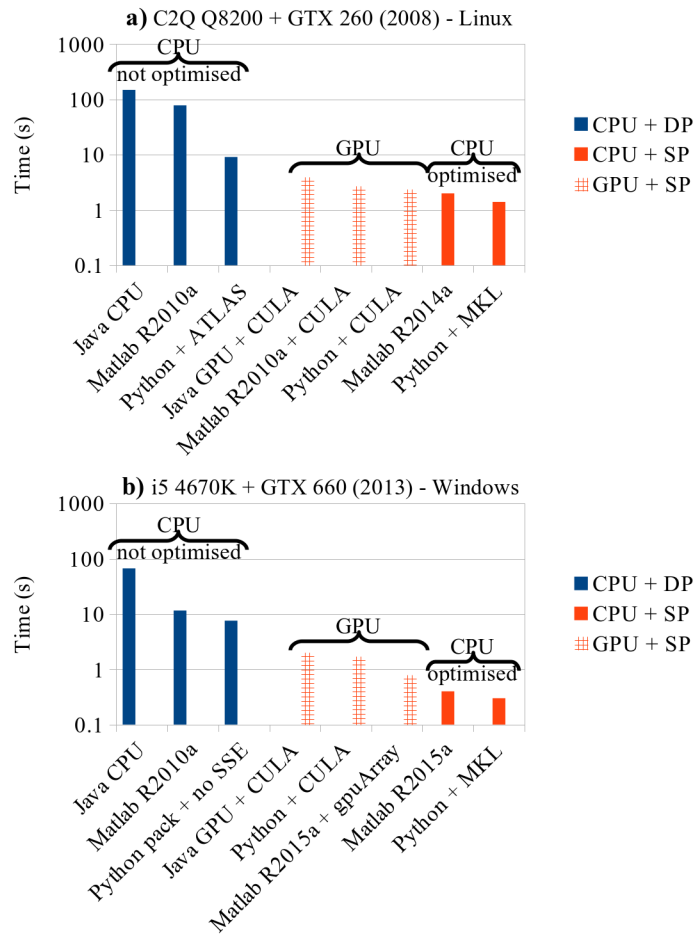 a) C2Q Q8200 + GTX 260 (2008) - Linux
1000
100
10
1
0.1
Time (s)
CPU
not optimised
GPU
CPU
optimised
CPU + DP
CPU + SP
GPU + SP
Java CPU
Matlab R2010a
Python + ATLAS
Java GPU + CULA
Matlab R2010a + CULA
Python + CULA
Matlab R2014a
Python + MKL
b) i5 4670K + GTX 660 (2013) - Windows
1000
100
10
1
0.1
Time (s)
CPU
not optimised
GPU
CPU
optimised
CPU + DP
CPU + SP
GPU + SP
Java CPU
Matlab R2010a
Python pack + no SSE
Java GPU + CULA
Python + CULA
Matlab R2015a + gpuArray
Matlab R2015a
Python + MKL